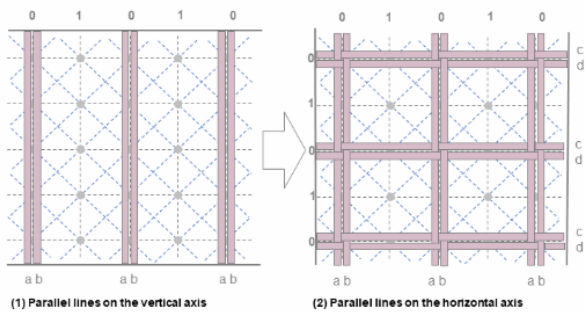 0 1 0 1 0
a b a b a b
(1) Parallel lines on the vertical axis
0 1 0 1 0
0 c
d
1
0 c
d
1
0 c
d
a b a b a b
(2) Parallel lines on the horizontal axis